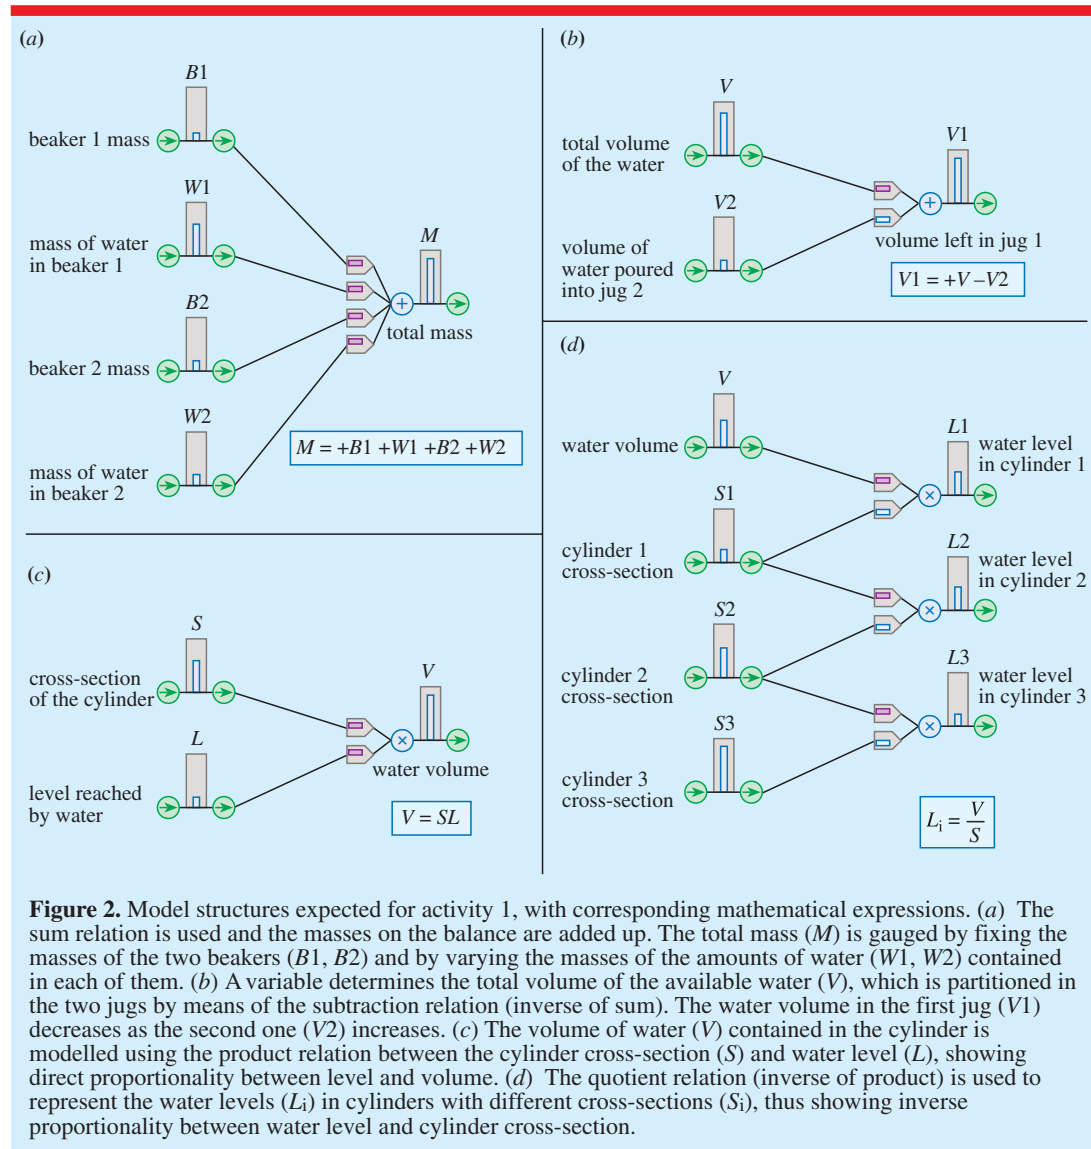 (a)
B1
beaker 1 mass
W1
mass of water
in beaker 1
B2
beaker 2 mass
W2
mass of water
in beaker 2
M
+
total mass
M = +B1 +W1 +B2 +W2
(b)
V
total volume
of the water
V2
volume of
water poured
into jug 2
V1
+
volume left in jug 1
V1 = +V –V2
(c)
S
cross-section
of the cylinder
L
level reached
by water
V
×
water volume
V = SL
(d)
V
water volume
S1
cylinder 1
cross-section
S2
cylinder 2
cross-section
S3
cylinder 3
cross-section
L1
×
water level
in cylinder 1
L2
×
water level
in cylinder 2
L3
×
water level
in cylinder 3
Li = V/S
Figure 2. Model structures expected for activity 1, with corresponding mathematical expressions. (a) The
sum relation is used and the masses on the balance are added up. The total mass (M) is gauged by fixing the
masses of the two beakers (B1, B2) and by varying the masses of the amounts of water (W1, W2) contained
in each of them. (b) A variable determines the total volume of the available water (V), which is partitioned in
the two jugs by means of the subtraction relation (inverse of sum). The water volume in the first jug (V1)
decreases as the second one (V2) increases. (c) The volume of water (V) contained in the cylinder is
modelled using the product relation between the cylinder cross-section (S) and water level (L), showing
direct proportionality between level and volume. (d) The quotient relation (inverse of product) is used to
represent the water levels (Li) in cylinders with different cross-sections (Si), thus showing inverse
proportionality between water level and cylinder cross-section.